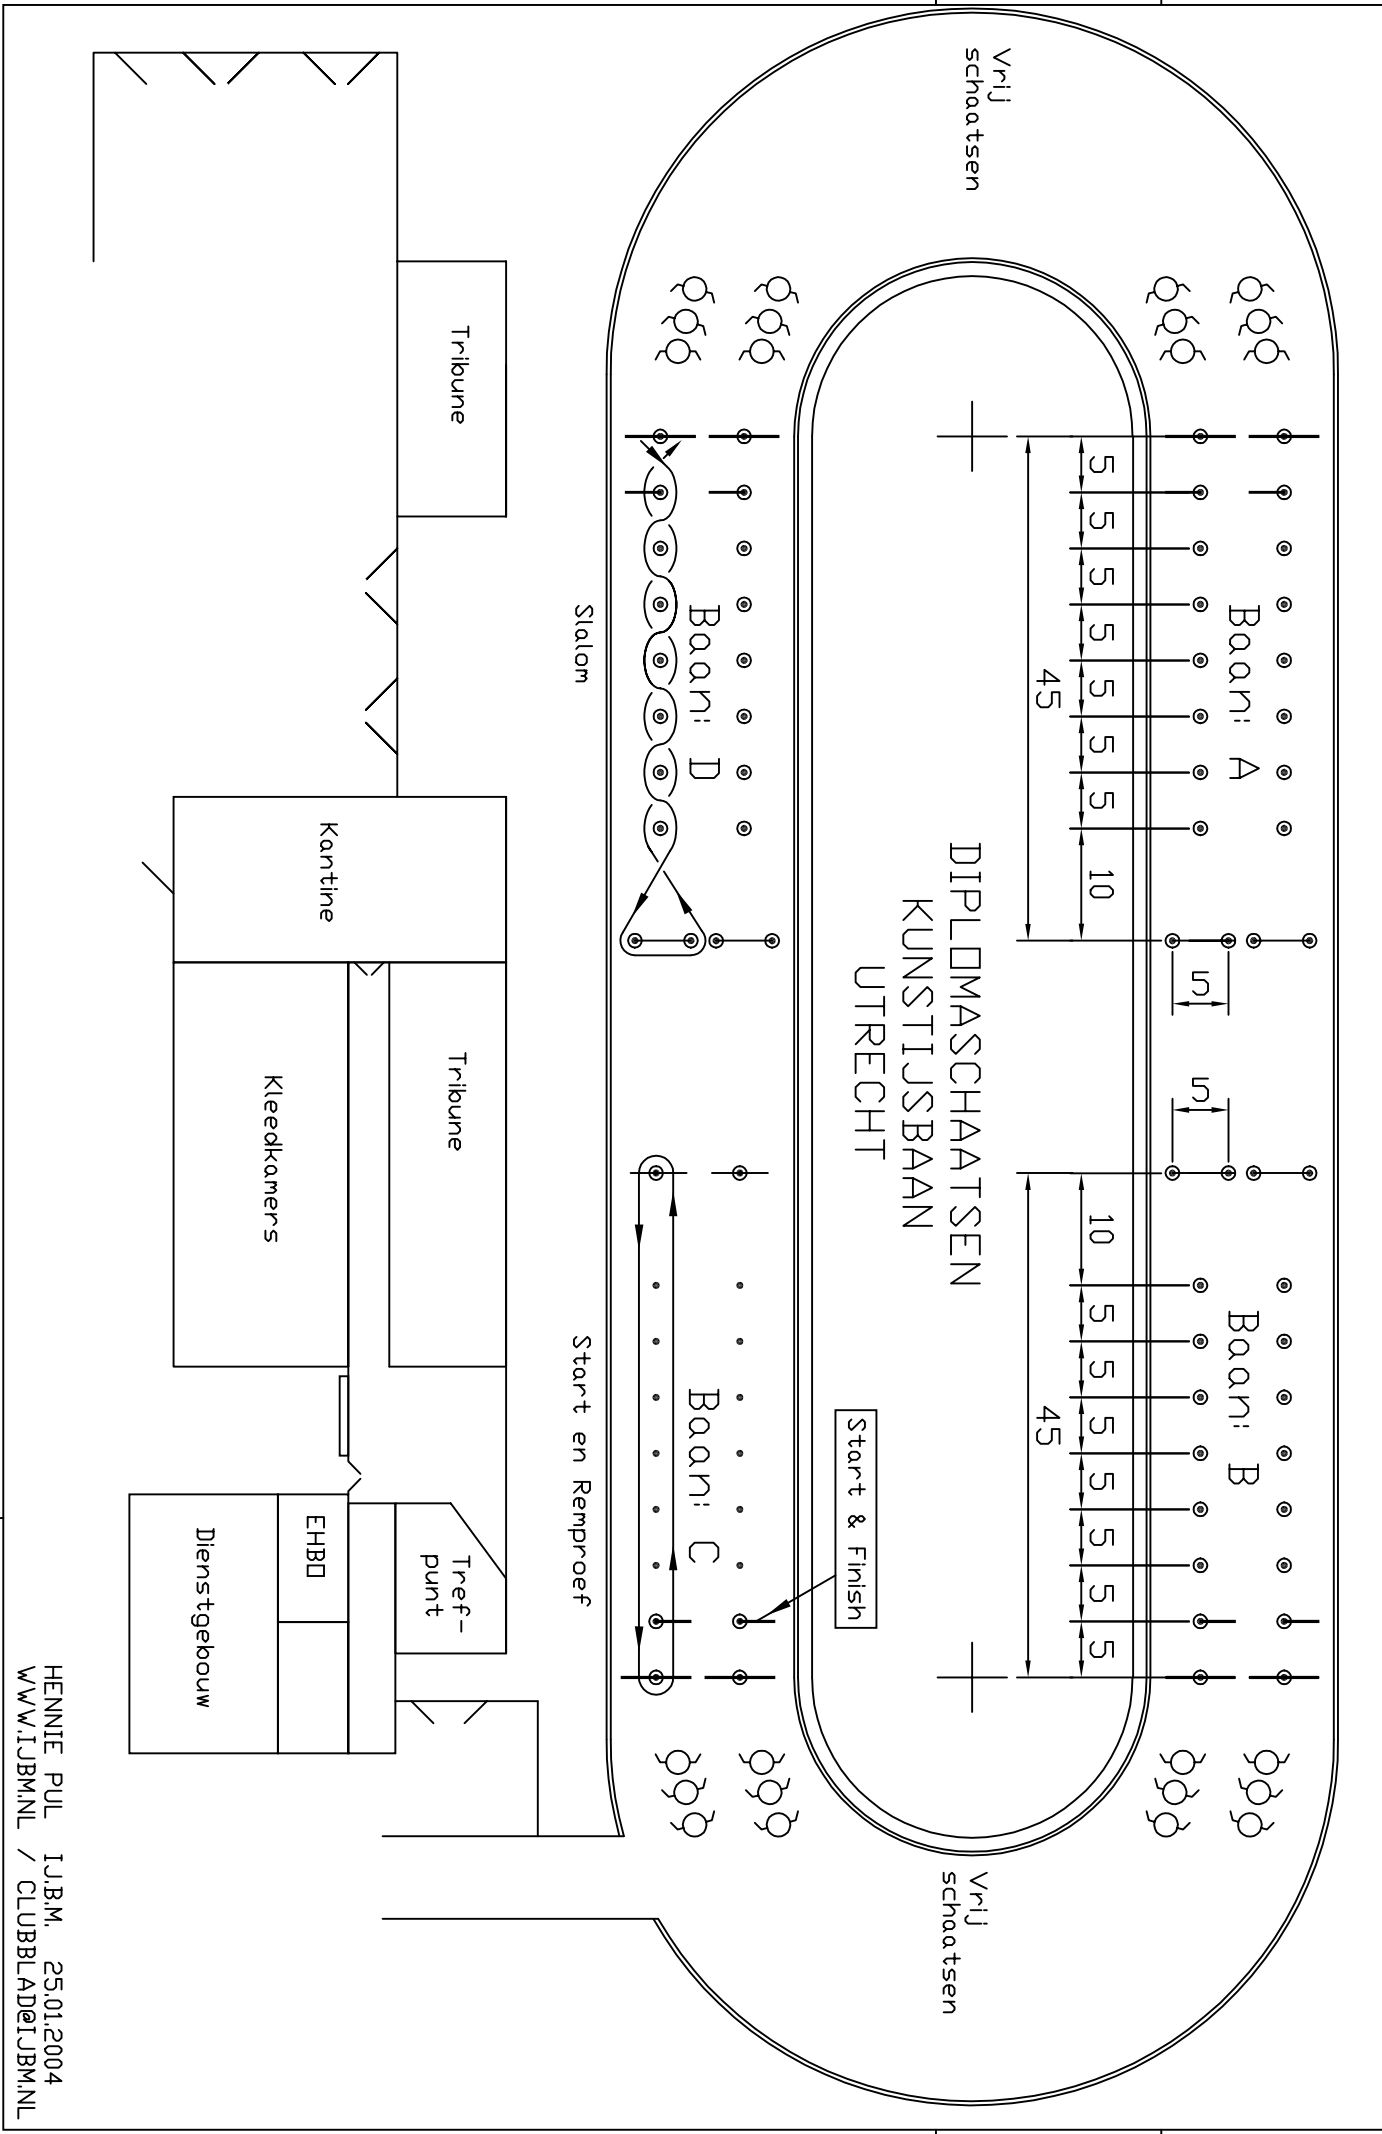 Vrij
schaatsen
5
5
5
5
5
5
5
10
45
5
Baan: A
5
10
5
5
5
5
5
5
5
45
Baan: B
DIPLOMASCHAATSEN
KUNSTIJSBAAN
UTRECHT
Start & Finish
Baan: D
Baan: C
Slalom
Start en Remproef
Vrij
schaatsen
Tribune
Kantine
Tribune
Kleedkamers
Tref-
punt
EHBO
Dienstgebouw
HENNIE PUL I.J.B.M. 25.01.2004
WWW.IJBM.NL / CLUBBLAD@IJBM.NL